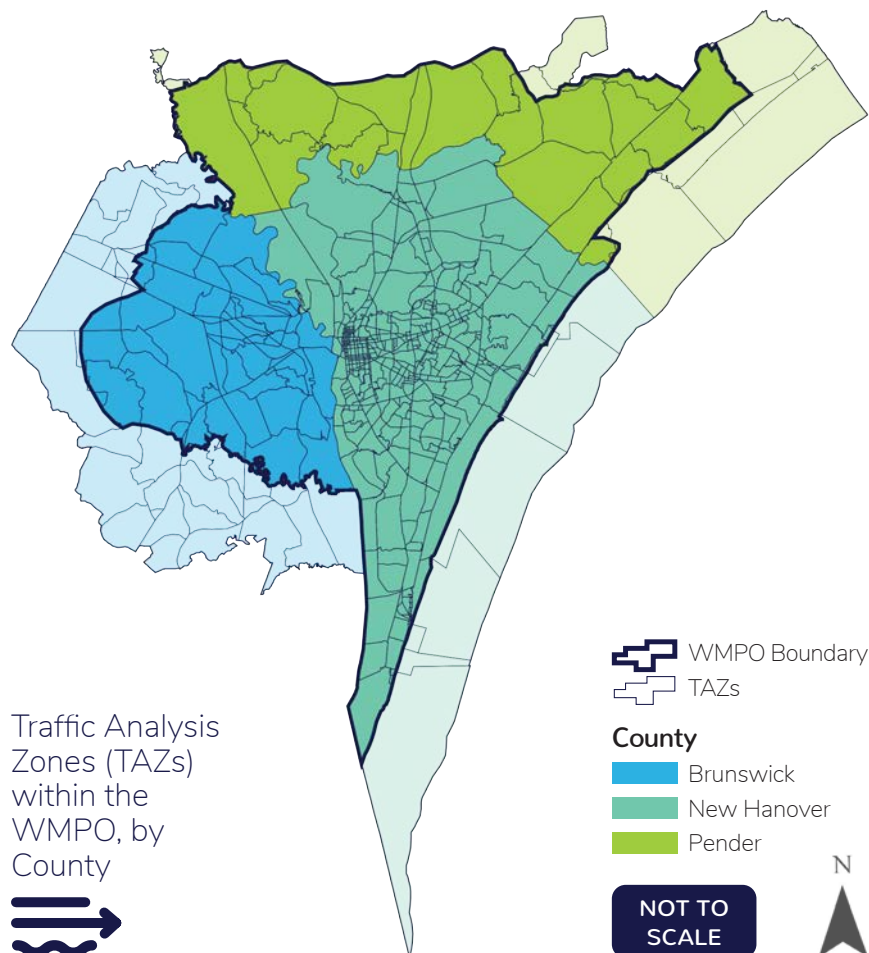 WMPO Boundary
TAZs
County
Brunswick
New Hanover
Pender
Traffic Analysis
Zones (TAZs)
within the
WMPO, by
County
N
NOT TO
SCALE